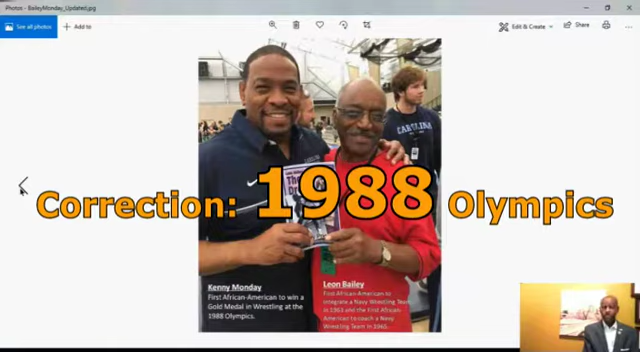 Photos - BaileyMonday_Updated.jpg
See all photos
Add to
Edit & Create
Share
CAROLINA
Correction: 1988 Olympics
Kenny Monday
First African-American to win a
Gold Medal in Wrestling at the
1988 Olympics.
Leon Bailey
First African-American to
integrate a Navy Wrestling Team
in 1963 and the First African
American to coach a Navy
Wrestling Team in 1965.